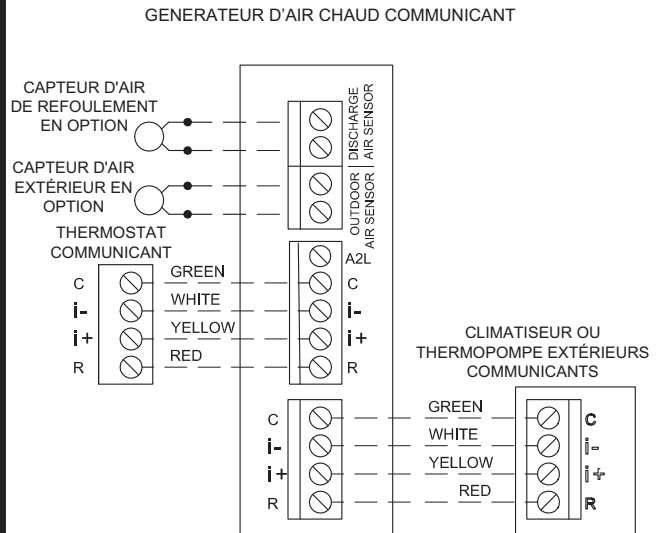 GENERATEUR D'AIR CHAUD COMMUNICANT
CAPTEUR D'AIR
DE REFOULEMENT
EN OPTION
DISCHARGE
AIR SENSOR
CAPTEUR D'AIR
EXTÉRIEUR EN
OPTION
OUTDOOR
AIR SENSOR
THERMOSTAT
COMMUNICANT
A2L
C GREEN C
i- WHITE i-
i+ YELLOW i+
R RED R
CLIMATISEUR OU
THERMOPOMPE EXTÉRIEURS
COMMUNICANTS
C GREEN C
i- WHITE i-
i+ YELLOW i+
R RED R